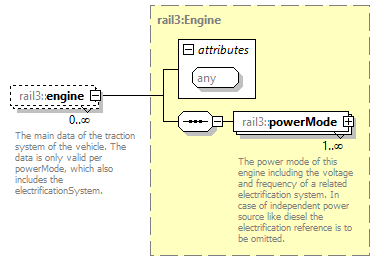 rail3:Engine
attributes
any
rail3::engine
0..∞
The main data of the traction
system of the vehicle. The
data is only valid per
powerMode, which also
includes the
electrificationSystem.
rail3::powerMode
1..∞
The power mode of this
engine including the voltage
and frequency of a related
electrification system. In
case of independent power
source like diesel the
electrification reference is to
be omitted.